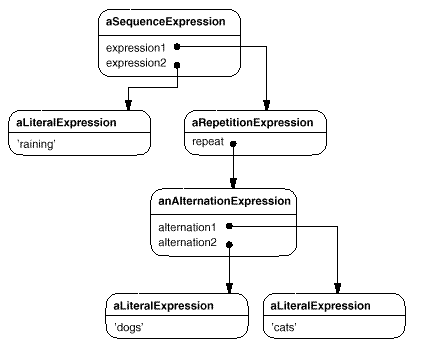 aSequenceExpression
expression1
expression2
aLiteralExpression
'raining'
aRepetitionExpression
repeat
anAlternationExpression
alternation1
alternation2
aLiteralExpression
'dogs'
aLiteralExpression
'cats'